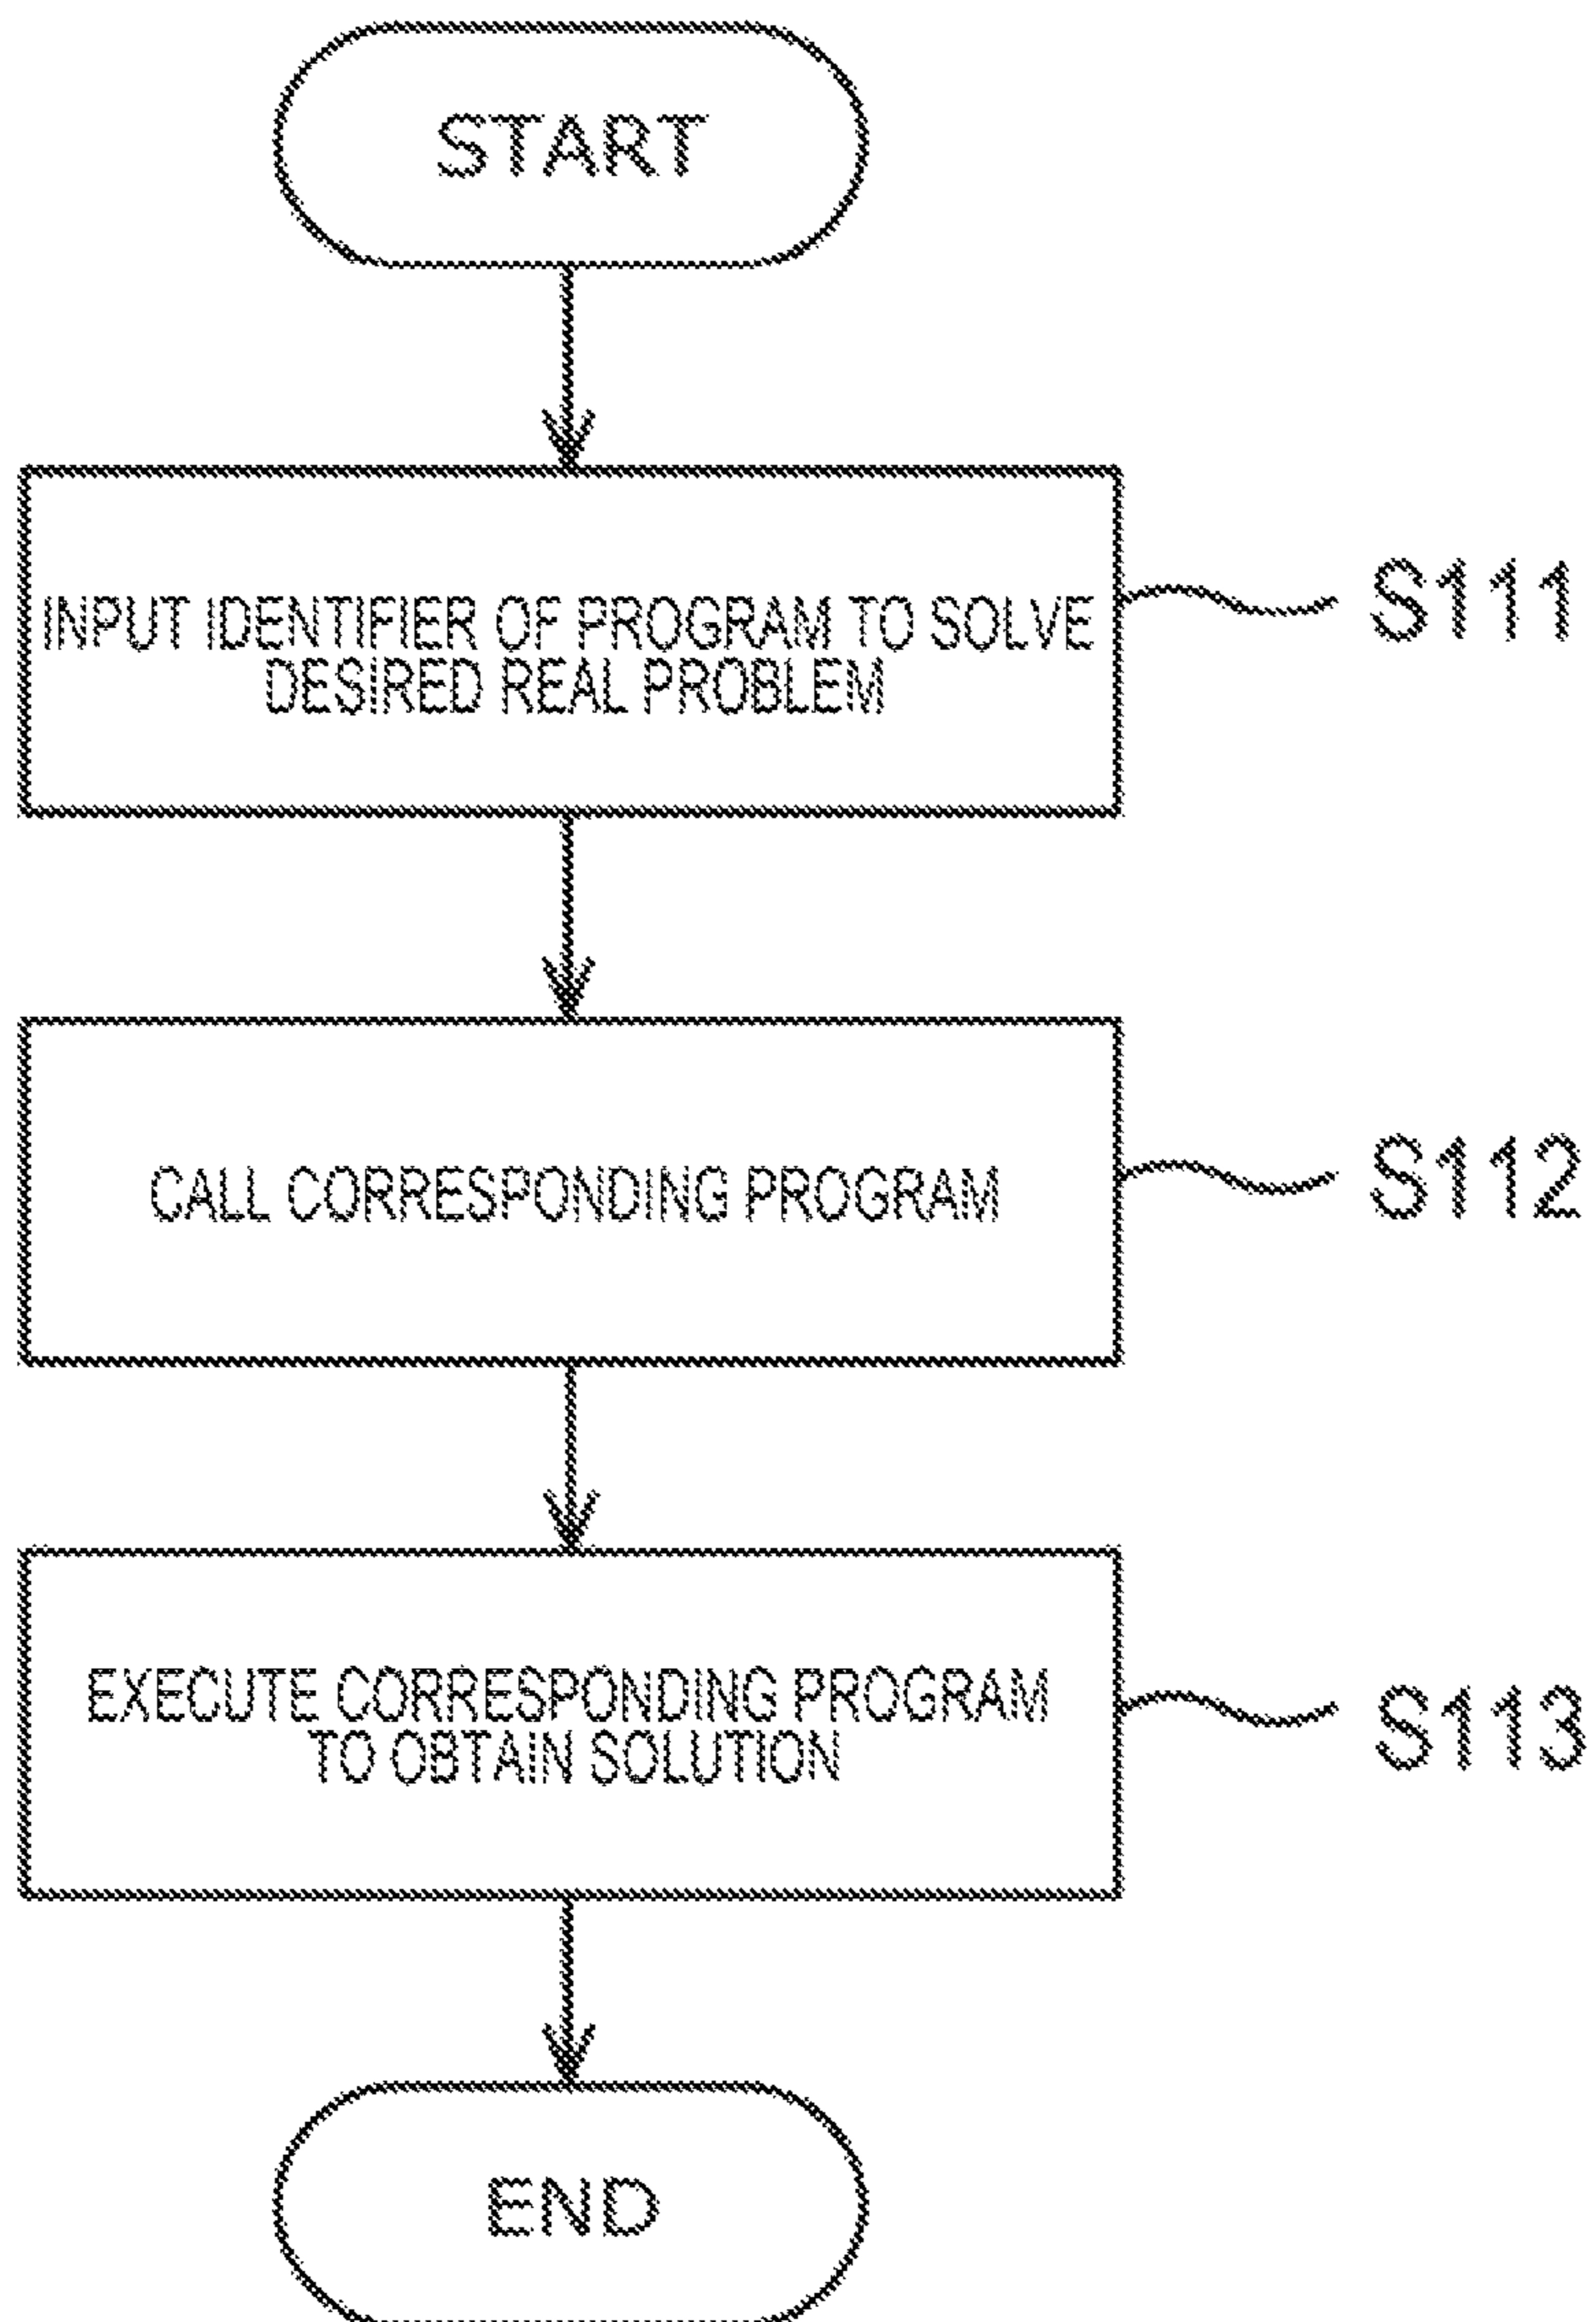 START
INPUT IDENTIFIER OF PROGRAM TO SOLVE
DESIRED REAL PROBLEM
S111
CALL CORRESPONDING PROGRAM
S112
EXECUTE CORRESPONDING PROGRAM
TO OBTAIN SOLUTION
S113
END